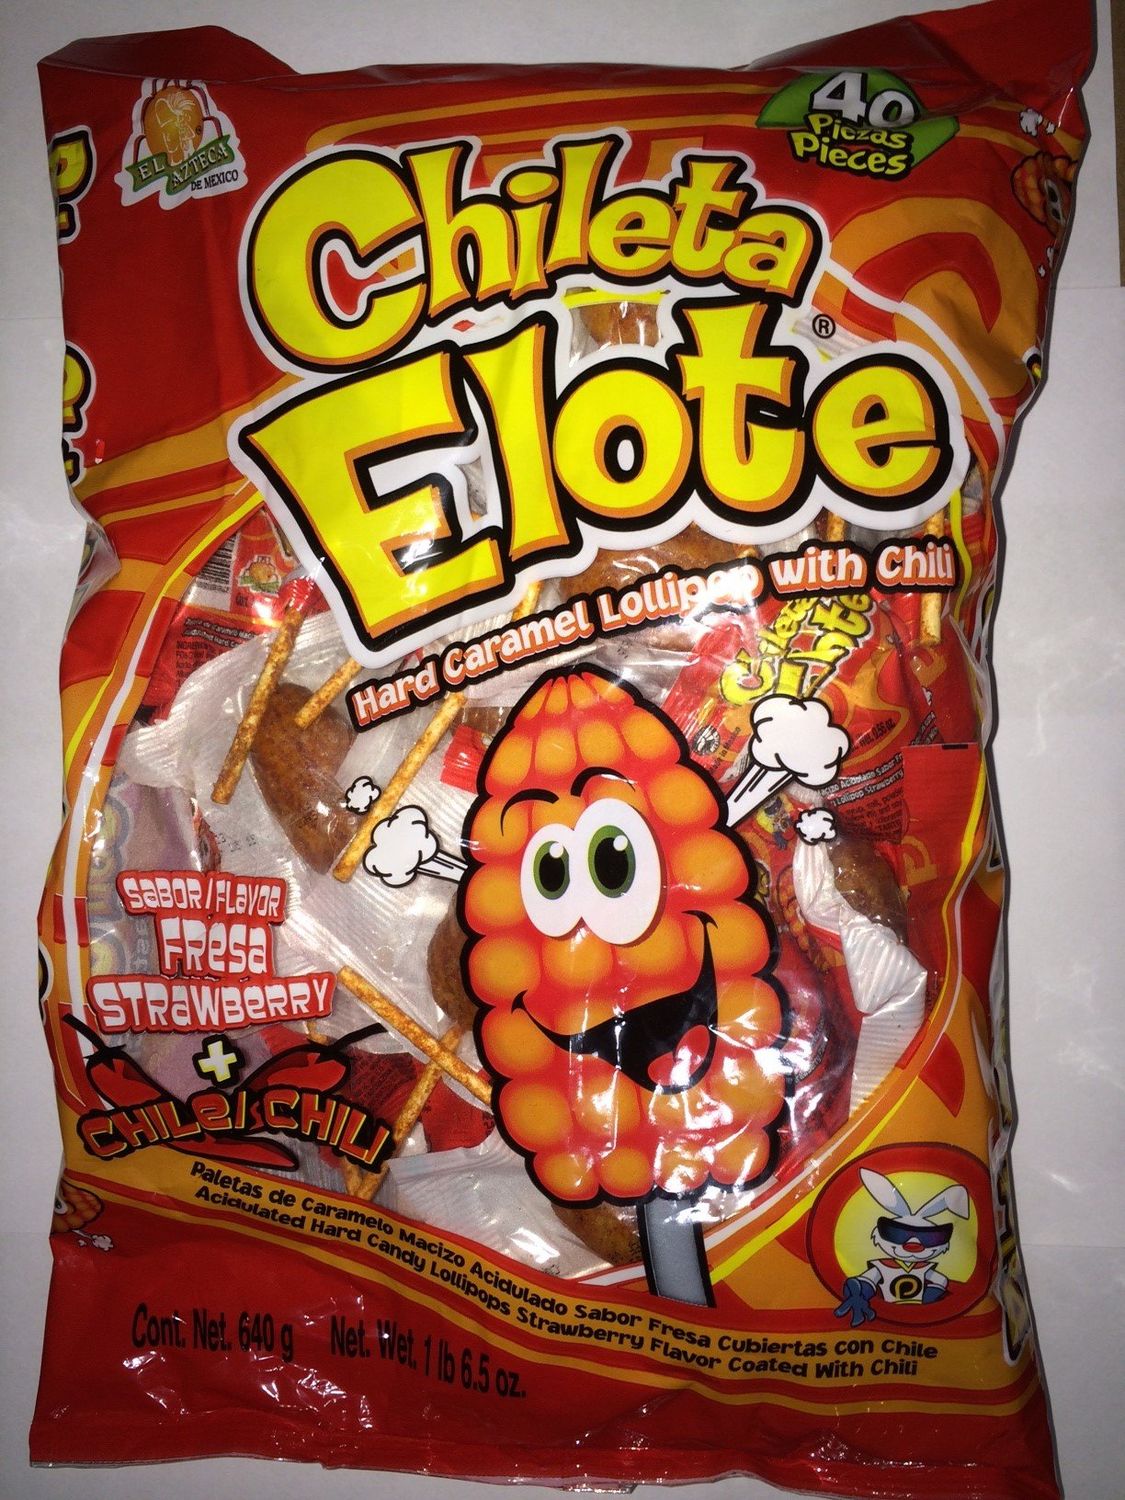 EL AZTECA
DE MEXICO
40
Piezas
Pieces
Chileta
Elote®
Hard Caramel Lollipop with Chili
SABOR/FLAVOR
FRESA
STRAWBERRY
+
CHILE/CHILI
Paletas de Caramelo Macizo Acidulado Sabor Fresa Cubiertas con Chile
Acidulated Hard Candy Lollipops Strawberry Flavor Coated With Chili
Cont. Net. 640 g Net. Wet. 1 lb 6.5 oz.